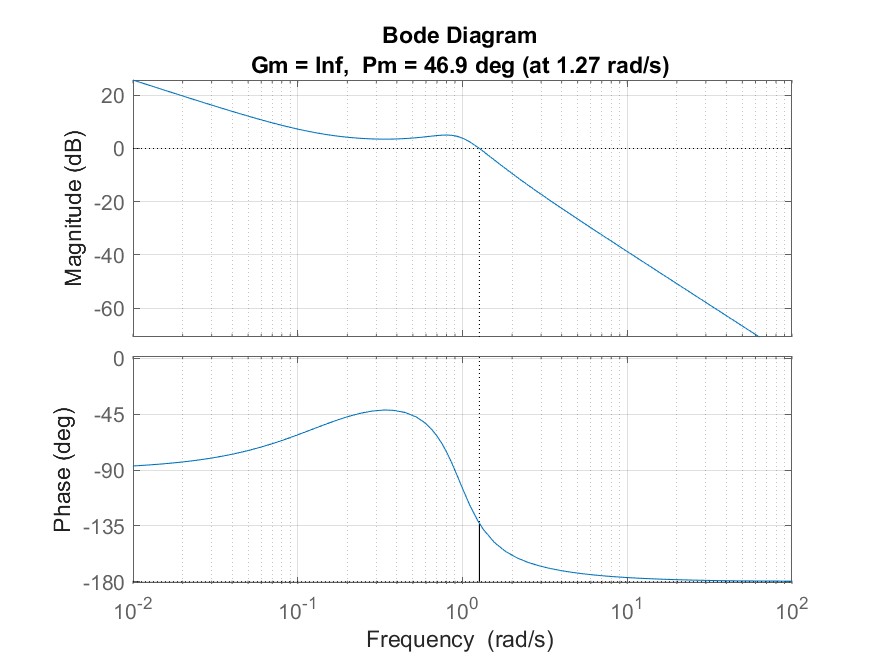 Bode Diagram
Gm = Inf,  Pm = 46.9 deg (at 1.27 rad/s)
Magnitude (dB)
20
0
-20
-40
-60
Phase (deg)
0
-45
-90
-135
-180
10^-2 10^-1 10^0 10^1 10^2
Frequency  (rad/s)